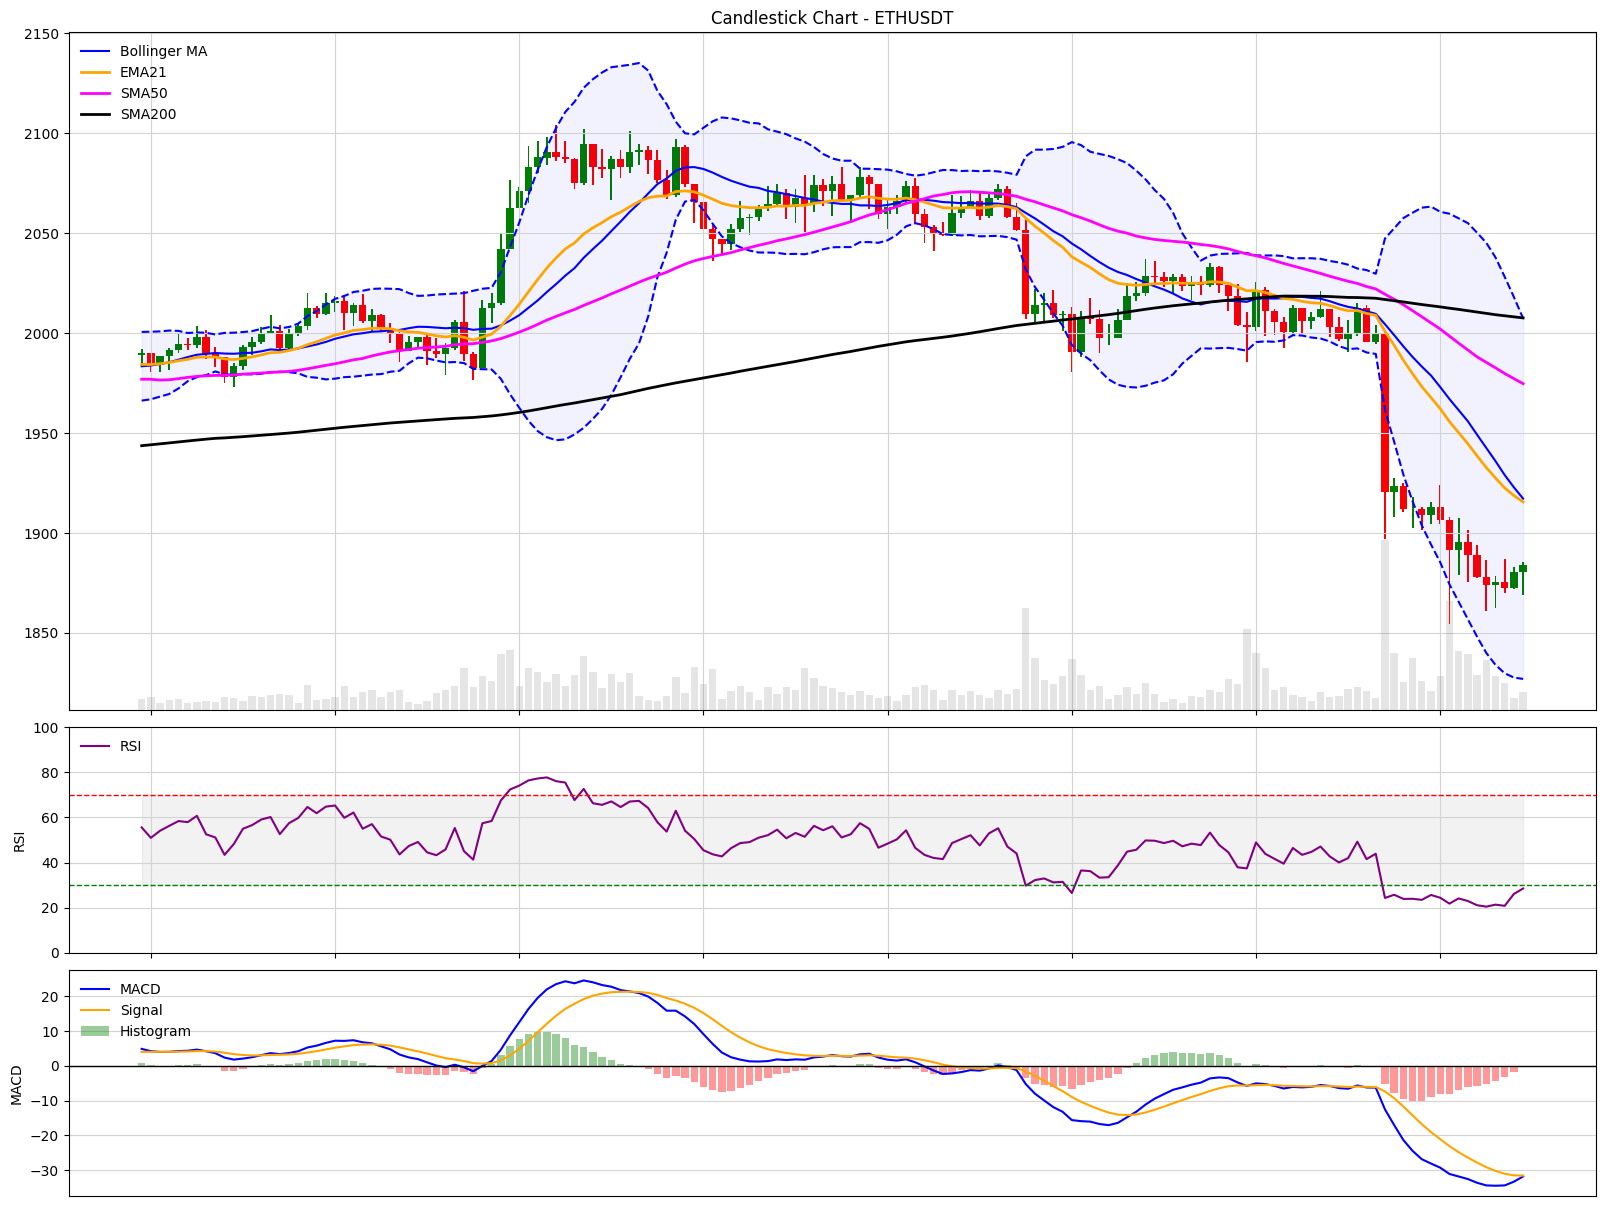 Candlestick Chart - ETHUSDT
2150
2100
2050
2000
1950
1900
1850
Bollinger MA
EMA21
SMA50
SMA200
100
80
60
40
20
0
RSI
RSI
20
10
0
−10
−20
−30
MACD
MACD
Signal
Histogram